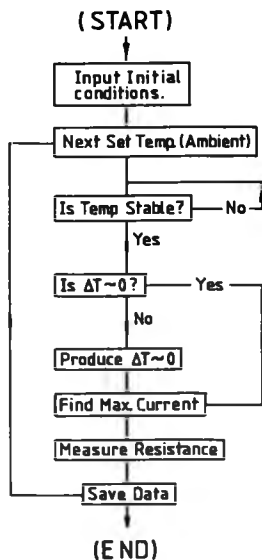 (START)
Input Initial
conditions.
Next Set Temp.(Ambient)
Is Temp Stable?
No
Yes
Is ΔT~0?
Yes
No
Produce ΔT~0
Find Max. Current
Measure Resistance
Save Data
(END)